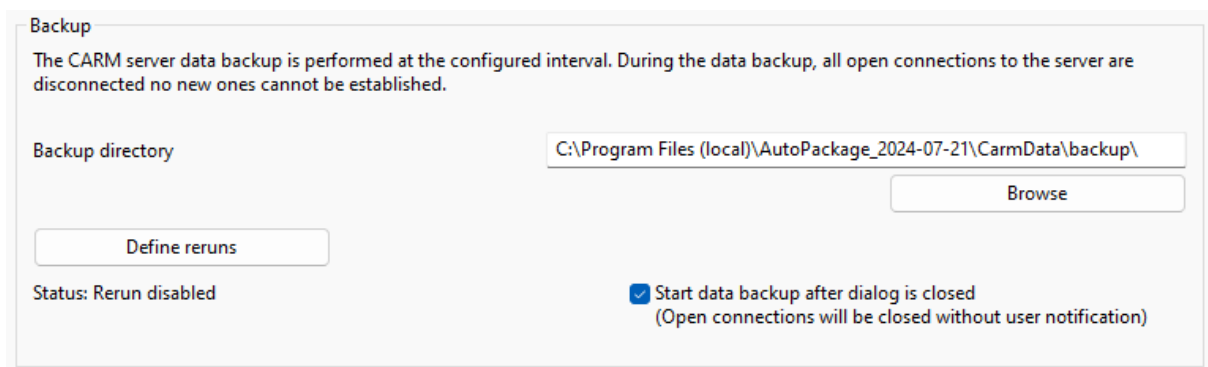 Backup
The CARM server data backup is performed at the configured interval. During the data backup, all open connections to the server are
disconnected no new ones cannot be established.
Backup directory
C:\Program Files (local)\AutoPackage_2024-07-21\CarmData\backup\
Browse
Define reruns
Status: Rerun disabled
Start data backup after dialog is closed
(Open connections will be closed without user notification)